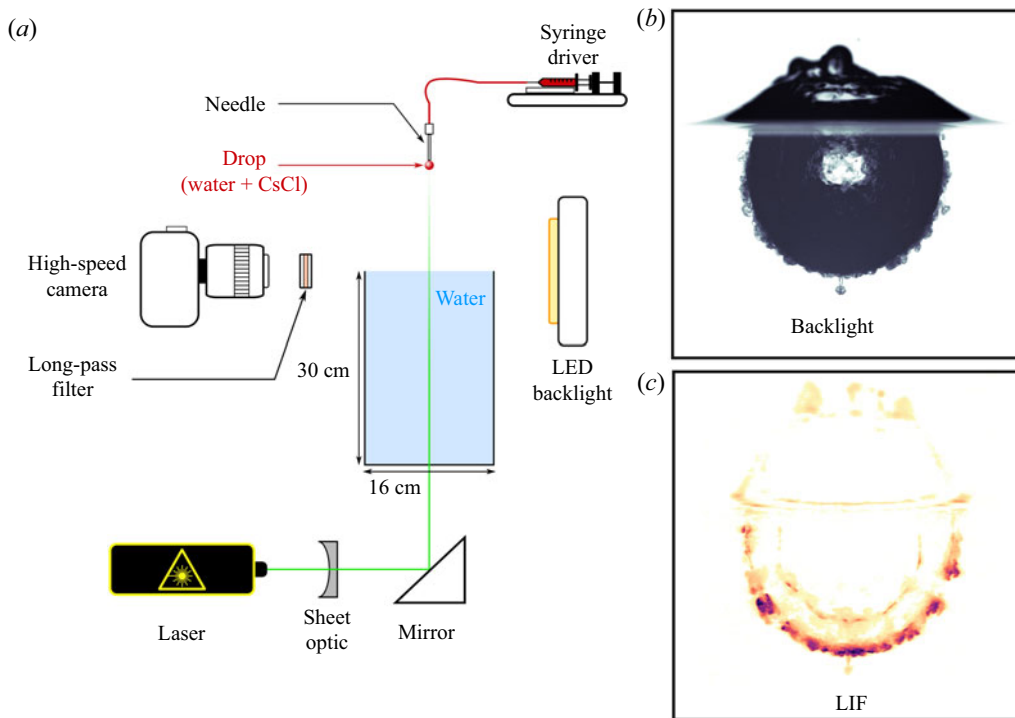 (a)
Syringe
driver
Needle
Drop
(water + CsCl)
High-speed
camera
Water
Long-pass
filter
30 cm
LED
backlight
16 cm
Laser
Sheet
optic
Mirror
(b)
Backlight
(c)
LIF